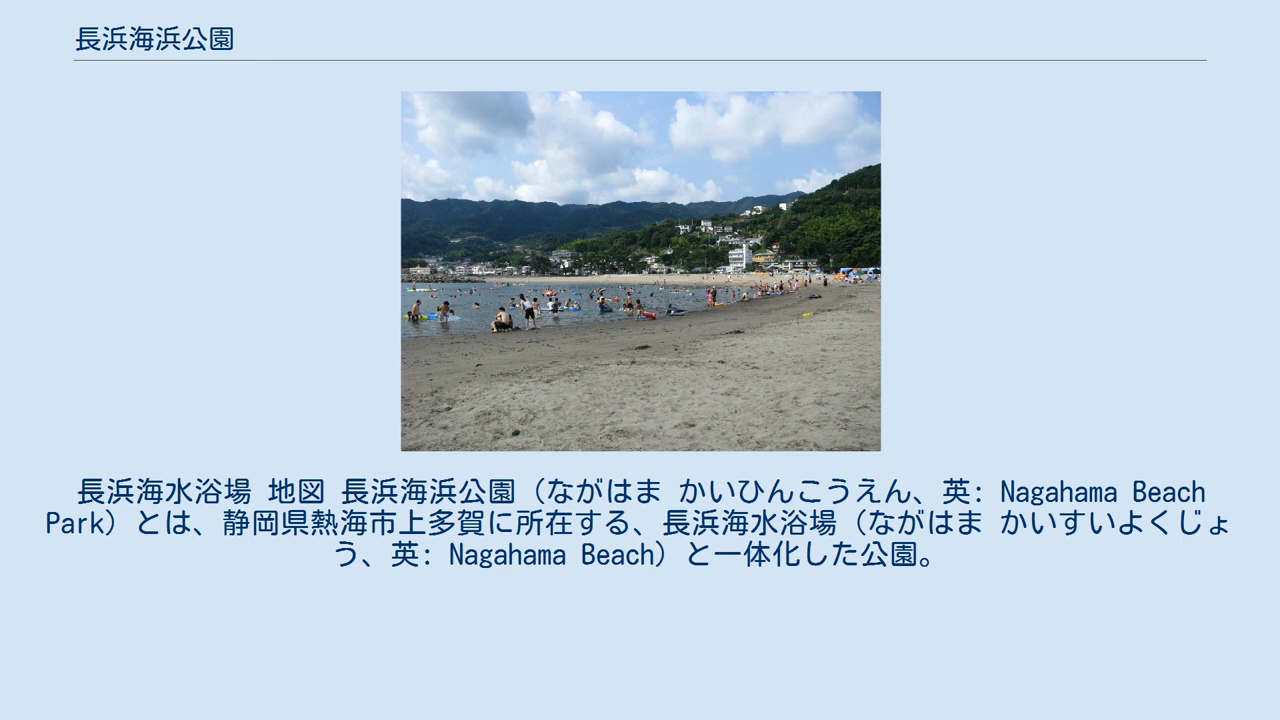 長浜海浜公園
長浜海水浴場 地図 長浜海浜公園（ながはま かいひんこうえん、英: Nagahama Beach
Park）とは、静岡県熱海市上多賀に所在する、長浜海水浴場（ながはま かいすいよくじょ
う、英: Nagahama Beach）と一体化した公園。